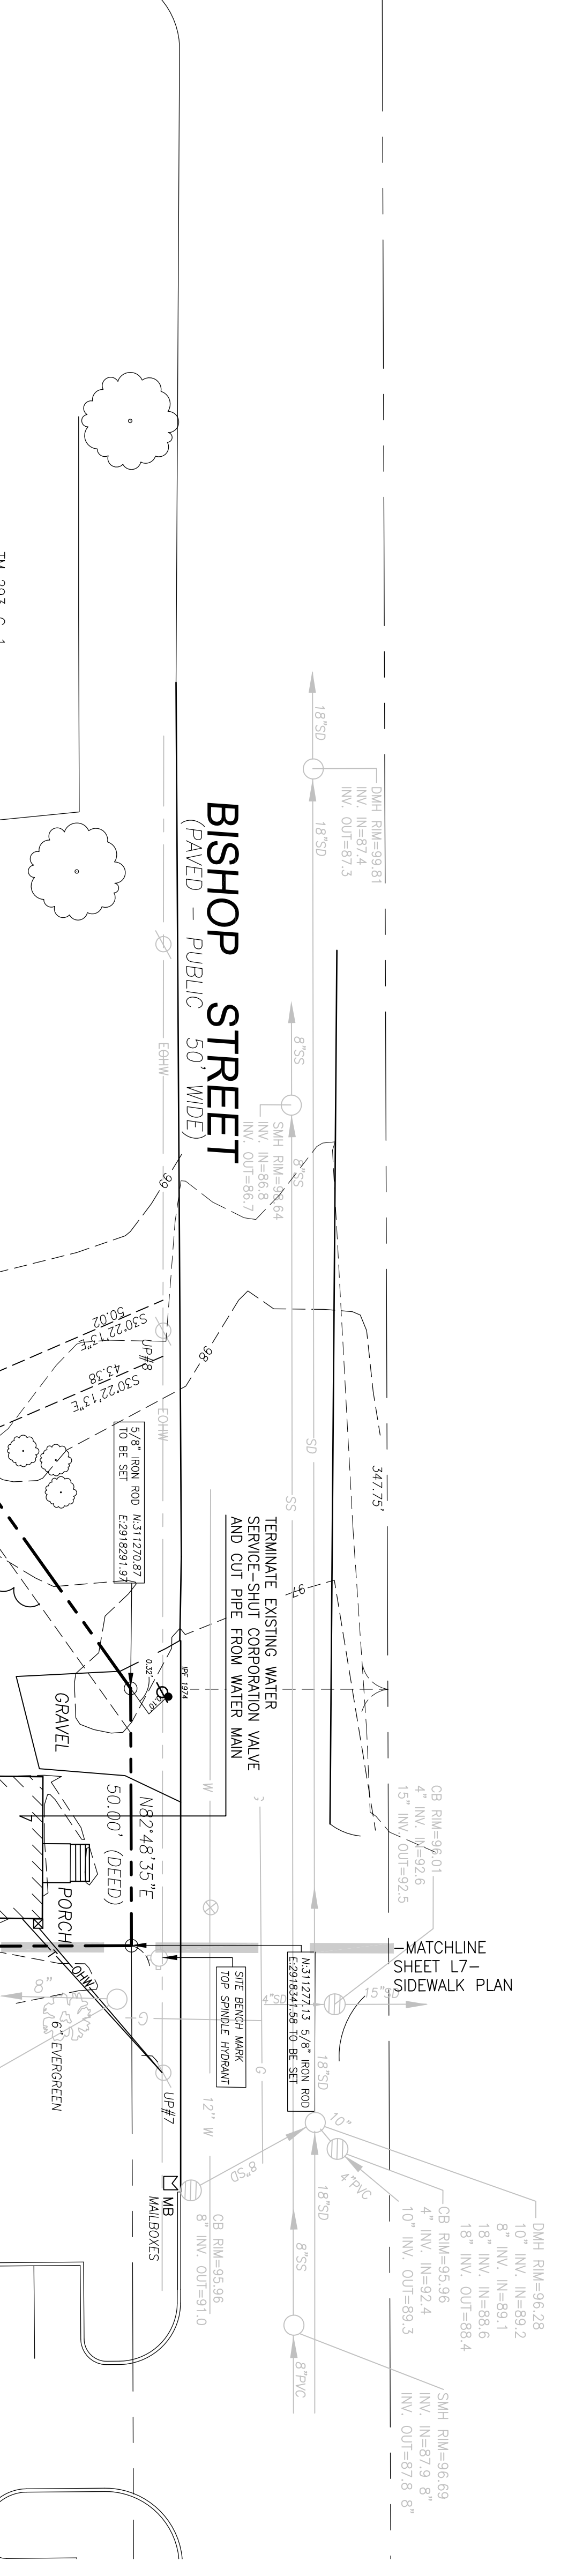 TM 293 C 1
18"SD
DMH RIM=99.81
INV. IN=87.4
INV. OUT=87.3
18"SD
BISHOP STREET
(PAVED - PUBLIC 50' WIDE)
EOHW
8"SS
SMH RIM=98.64
INV. IN=86.8
INV. OUT=86.7
8"SS
99
50.02
S30°22'13"E
UP#8
43.38
S30°22'13"E
98
EOHW
SD
347.75'
5/8" IRON ROD N:311270.87
TO BE SET E:2918291.97
SS
TERMINATE EXISTING WATER
SERVICE-SHUT CORPORATION VALVE
AND CUT PIPE FROM WATER MAIN
97
0.32'
IPF 1974
GRAVEL
W
N82°48'35"E
50.00' (DEED)
CB RIM=96.01
4" INV. IN=92.6
15" INV. OUT=92.5
PORCH
-MATCHLINE
SHEET L7-
SIDEWALK PLAN
OHW
8"
SITE BENCH MARK
TOP SPINDLE HYDRANT
N:311277.13 5/8" IRON ROD
E:2918341.58 TO BE SET
4"SD
15"SD
G
G
6" EVERGREEN
UP#7
12" W
18"SD
10"
8"SD
4"PVC
MB
MAILBOXES
CB RIM=95.96
8" INV. OUT=91.0
18"SD
CB RIM=95.96
4" INV. IN=92.4
10" INV. OUT=89.3
DMH RIM=96.28
10" INV. IN=89.2
8" INV. IN=89.1
18" INV. IN=88.6
18" INV. OUT=88.4
8"SS
8"PVC
SMH RIM=96.69
INV. IN=87.9 8"
INV. OUT=87.8 8"